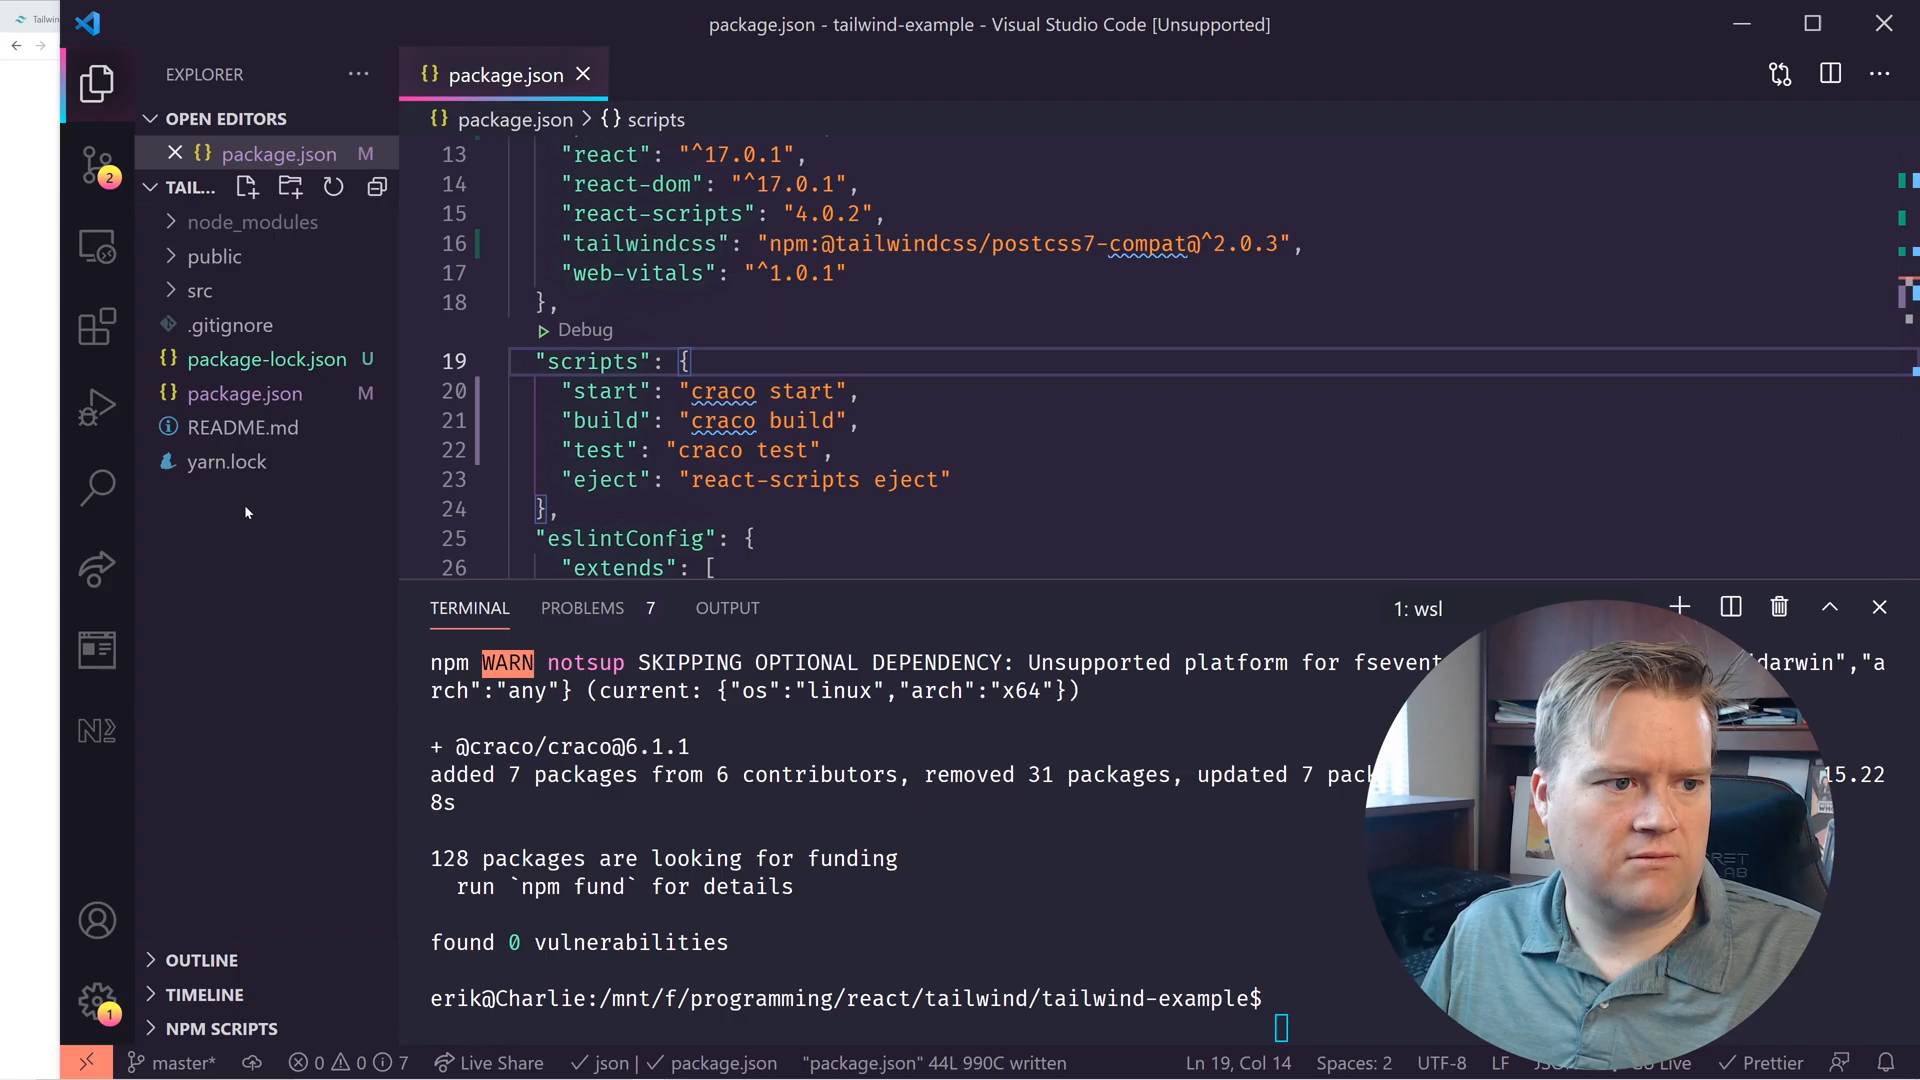 Tailwin
package.json - tailwind-example - Visual Studio Code [Unsupported]
EXPLORER
OPEN EDITORS
package.json M
TAIL...
node_modules
public
src
.gitignore
package-lock.json U
package.json M
README.md
yarn.lock
OUTLINE
TIMELINE
NPM SCRIPTS
2
1
package.json
package.json > {} scripts
13 "react": "^17.0.1",
14 "react-dom": "^17.0.1",
15 "react-scripts": "4.0.2",
16 "tailwindcss": "npm:@tailwindcss/postcss7-compat@^2.0.3",
17 "web-vitals": "^1.0.1"
18 },
Debug
19 "scripts": {
20 "start": "craco start",
21 "build": "craco build",
22 "test": "craco test",
23 "eject": "react-scripts eject"
24 },
25 "eslintConfig": {
26 "extends": [
TERMINAL PROBLEMS 7 OUTPUT 1: wsl
npm WARN notsup SKIPPING OPTIONAL DEPENDENCY: Unsupported platform for fsevent "darwin","a
rch":"any"} (current: {"os":"linux","arch":"x64"})
+ @craco/craco@6.1.1
added 7 packages from 6 contributors, removed 31 packages, updated 7 pack 15.22
8s
128 packages are looking for funding
run `npm fund` for details
found 0 vulnerabilities
erik@Charlie:/mnt/f/programming/react/tailwind/tailwind-example$
master* 0 0 7 Live Share json | package.json "package.json" 44L 990C written Ln 19, Col 14 Spaces: 2 UTF-8 LF Live Prettier